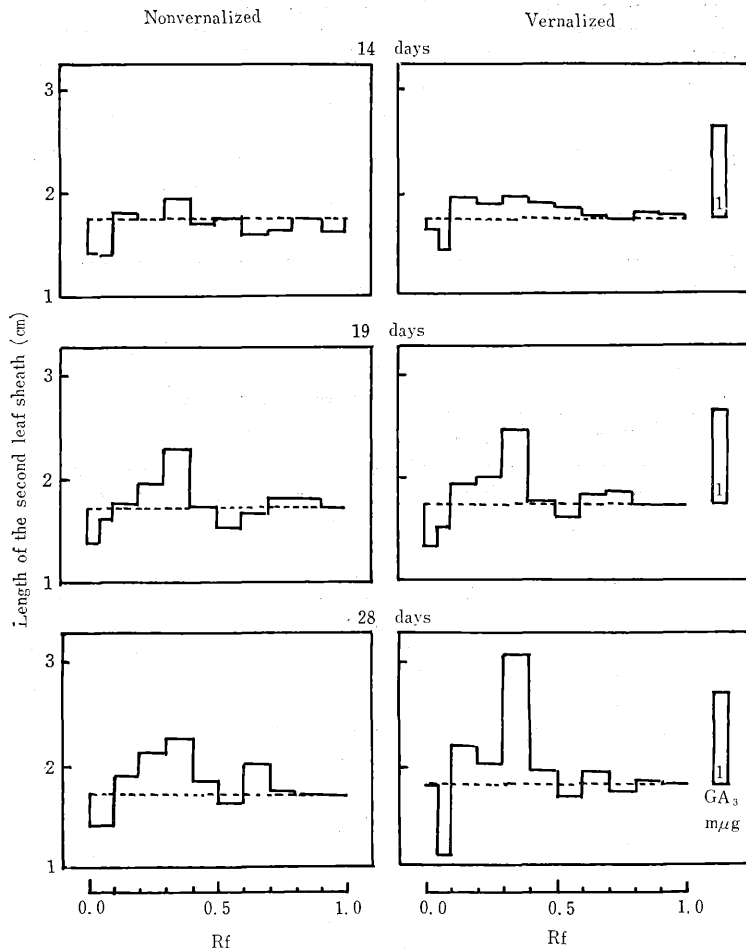 Nonvernalized Vernalized
14 days
3
2
1
1
19 days
3
2
1
1
28 days
3
2
1
1
GA₃
mμg
Length of the second leaf sheath (cm)
0.0 0.5 1.0 0.0 0.5 1.0
Rf Rf